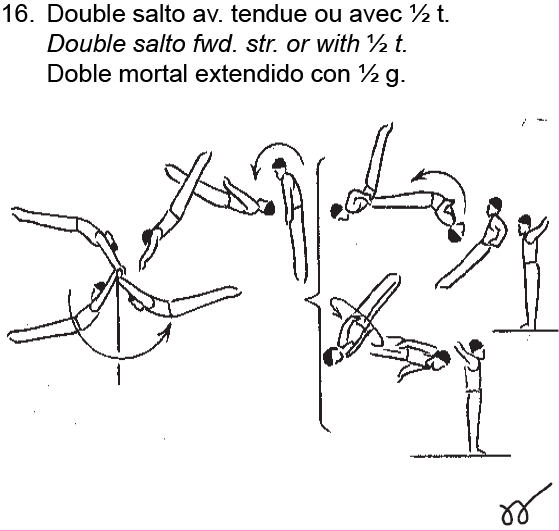 16. Double salto av. tendue ou avec ½ t.
Double salto fwd. str. or with ½ t.
Doble mortal extendido con ½ g.